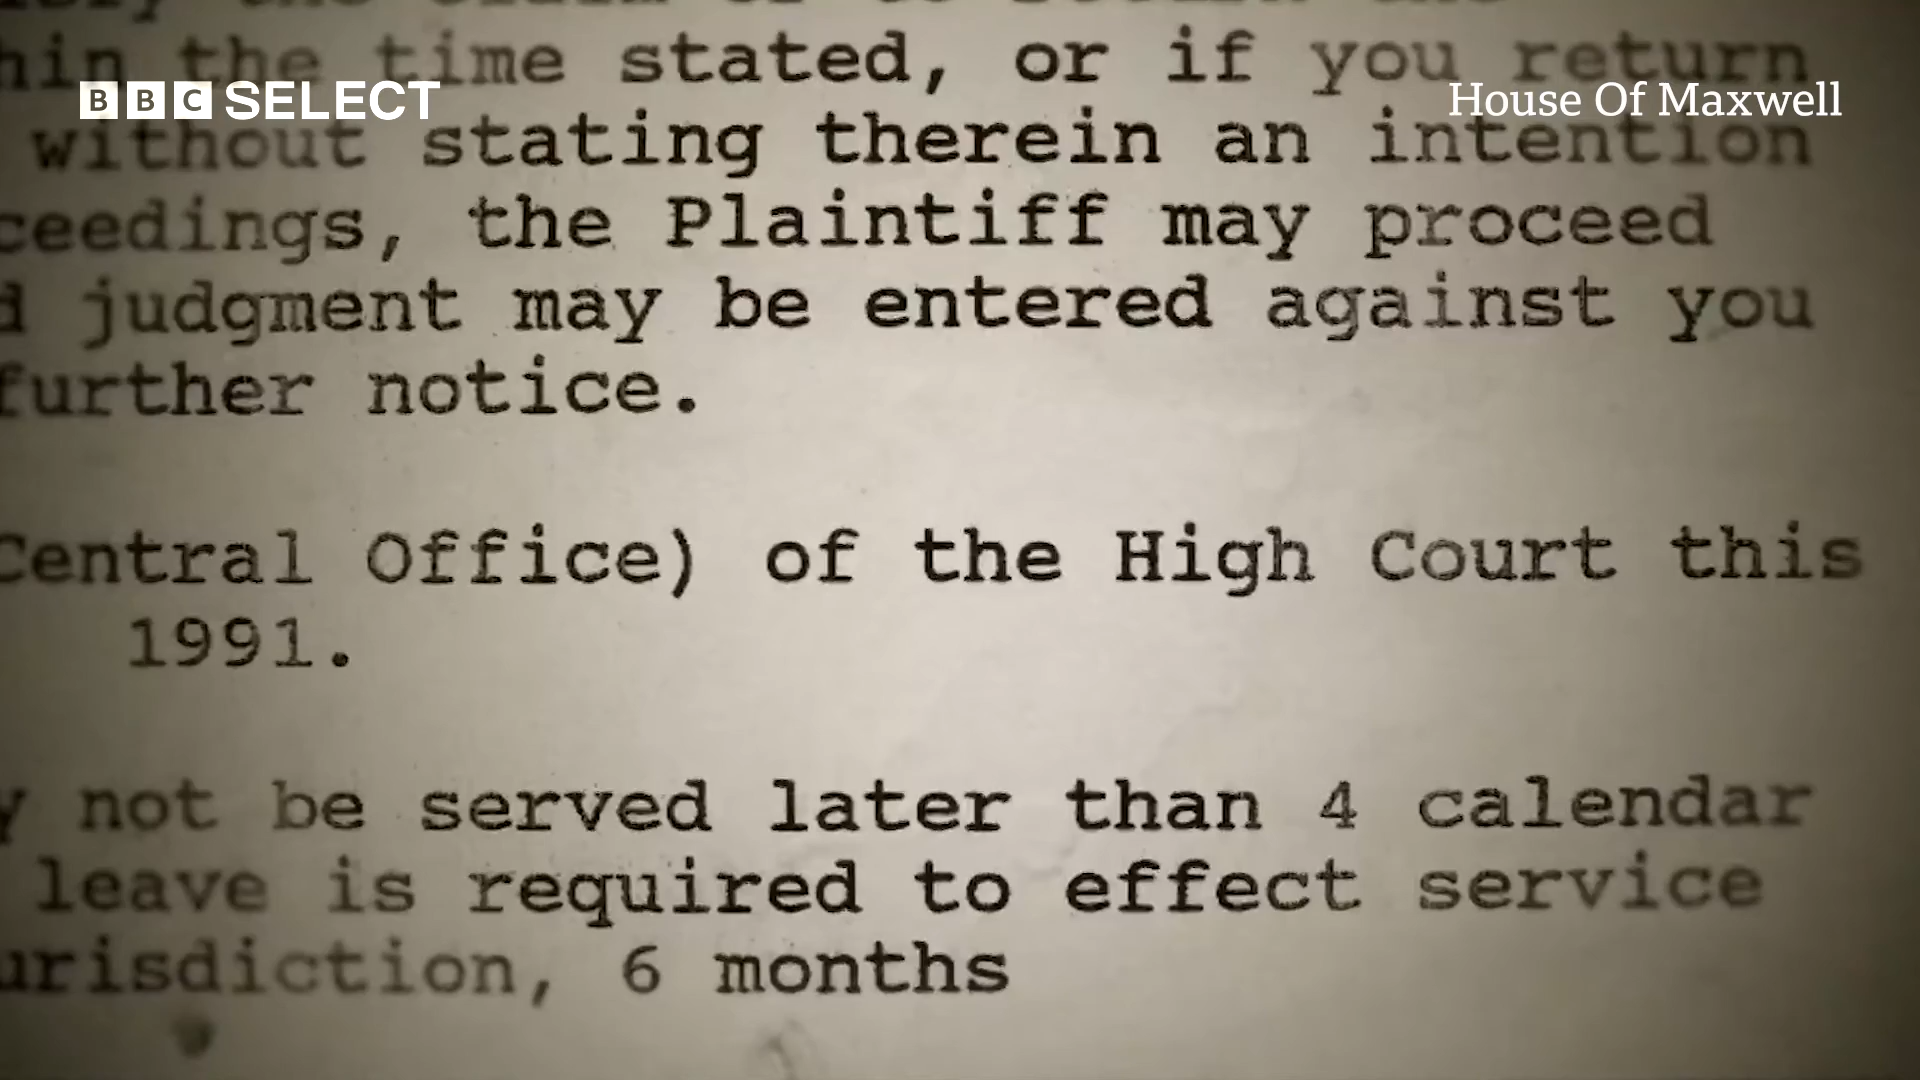 BBC SELECT
House Of Maxwell
the time stated, or if you return
without stating therein an intention
ceedings, the Plaintiff may proceed
judgment may be entered against you
further notice.
Central Office) of the High Court this
1991.
not be served later than 4 calendar
leave is required to effect service
urisdiction, 6 months